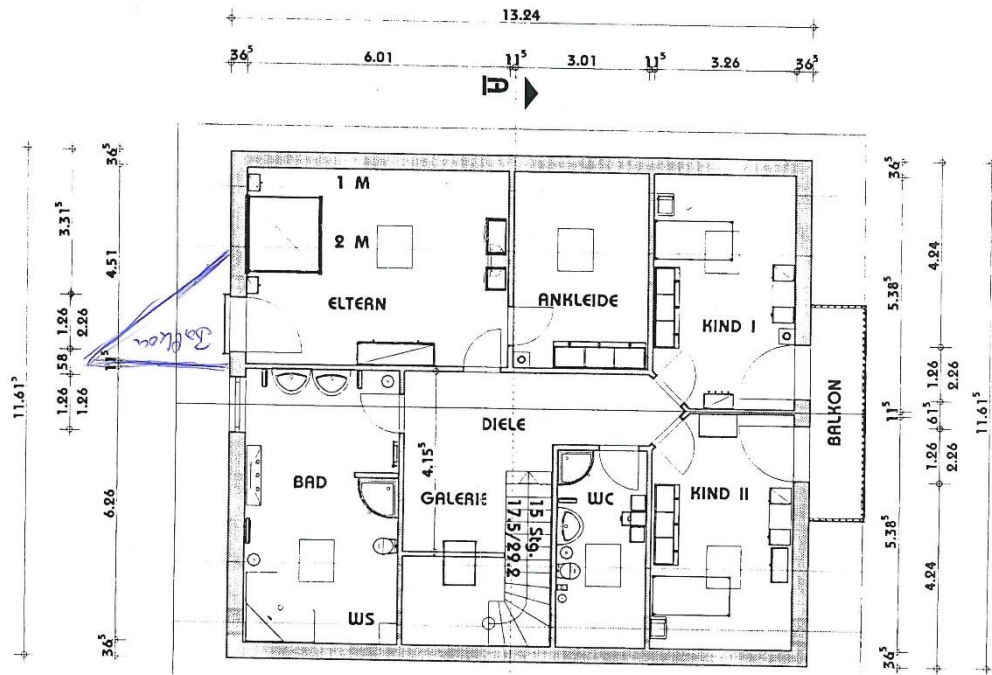 13.24
36⁵ 6.01 11⁵ 3.01 11⁵ 3.26 36⁵
A
36⁵
3.31⁵
4.51
1.26
2.26
58
11⁵
1.26
1.26
11.61⁵
6.26
36⁵
Balkon
1 M
2 M
ELTERN
ANKLEIDE
KIND I
BAD
WS
DIELE
4.15⁵
GALERIE
15 Stg.
17.5/29.2
WC
KIND II
BALKON
36⁵
4.24
5.38⁵
1.26
2.26
11⁵
61⁵
1.26
2.26
11.61⁵
5.38⁵
4.24
36⁵